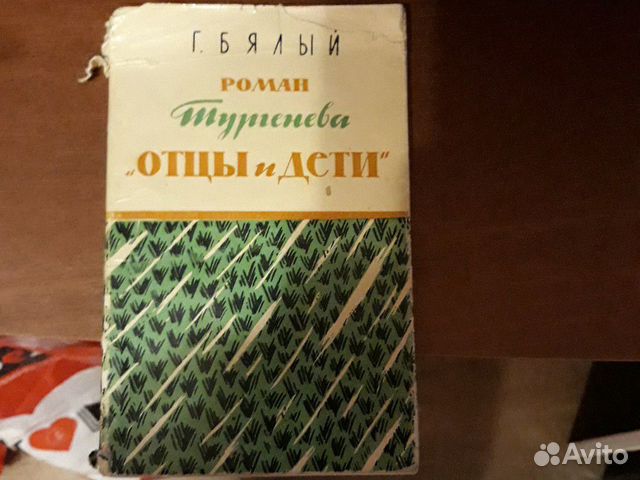 Г. БЯЛЫЙ
РОМАН
Тургенева
„ОТЦЫ и ДЕТИ"
Avito